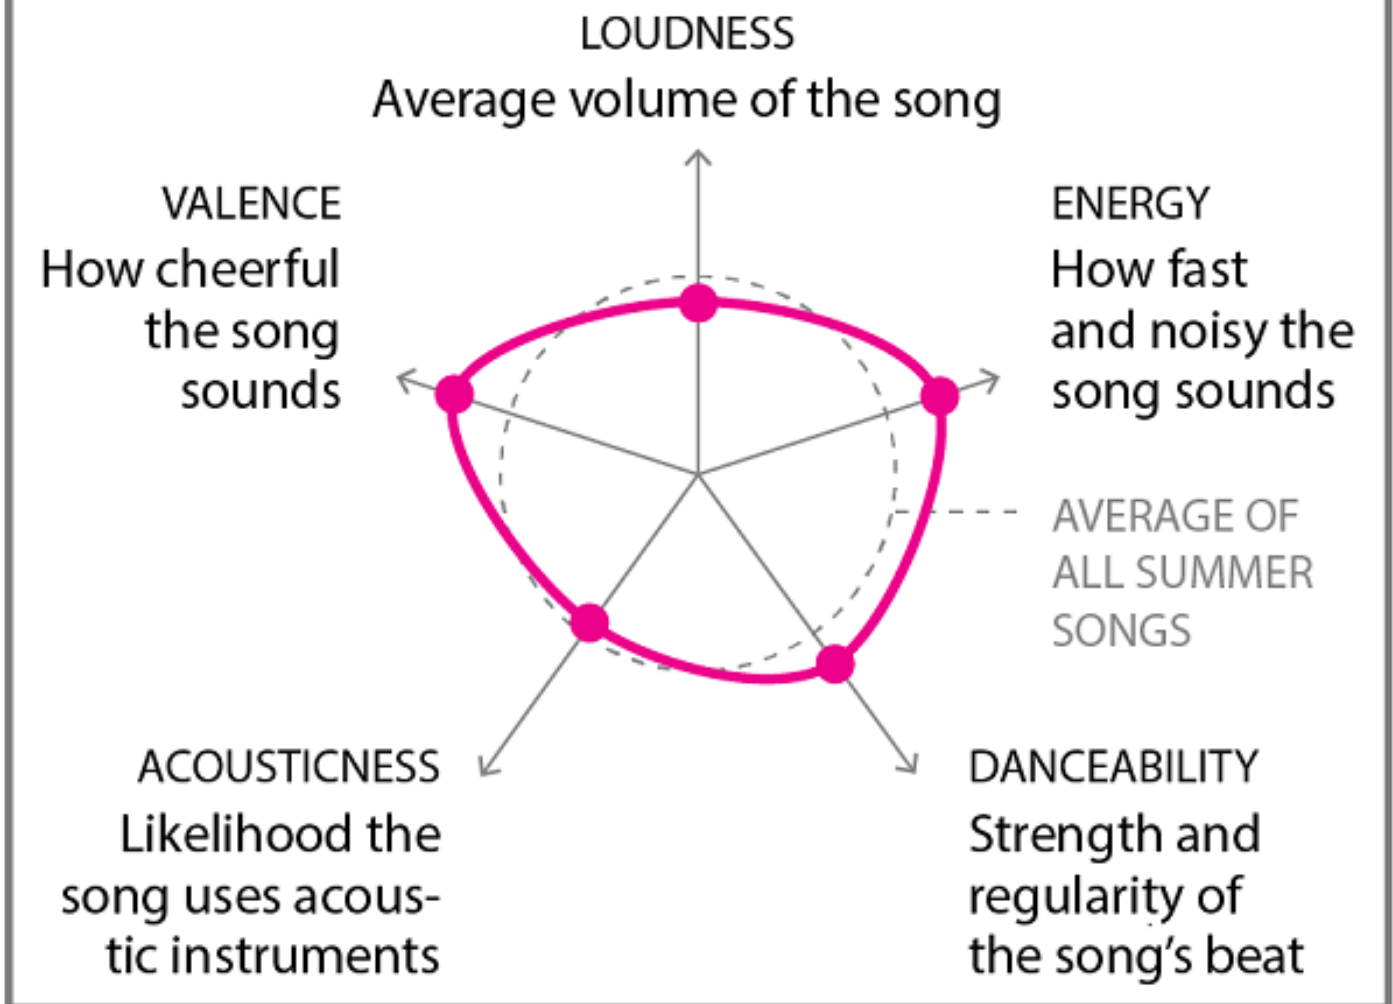 LOUDNESS
Average volume of the song
VALENCE
How cheerful
the song
sounds
ENERGY
How fast
and noisy the
song sounds
AVERAGE OF
ALL SUMMER
SONGS
ACOUSTICNESS
Likelihood the
song uses acous-
tic instruments
DANCEABILITY
Strength and
regularity of
the song’s beat